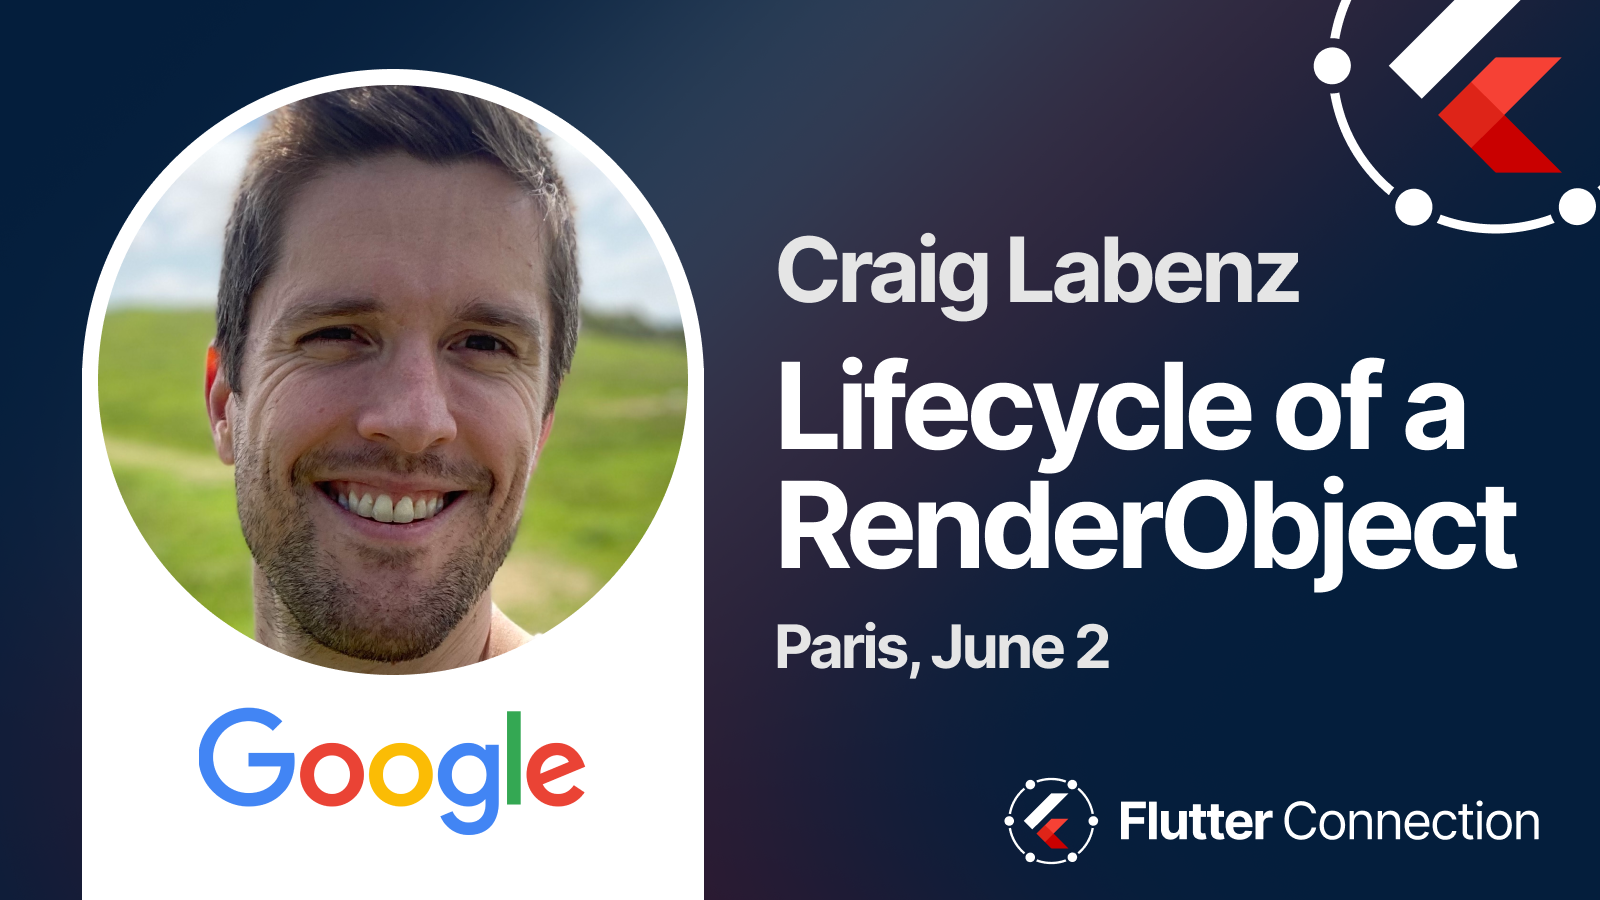 Craig Labenz
Lifecycle of a
RenderObject
Paris, June 2
Google
Flutter Connection